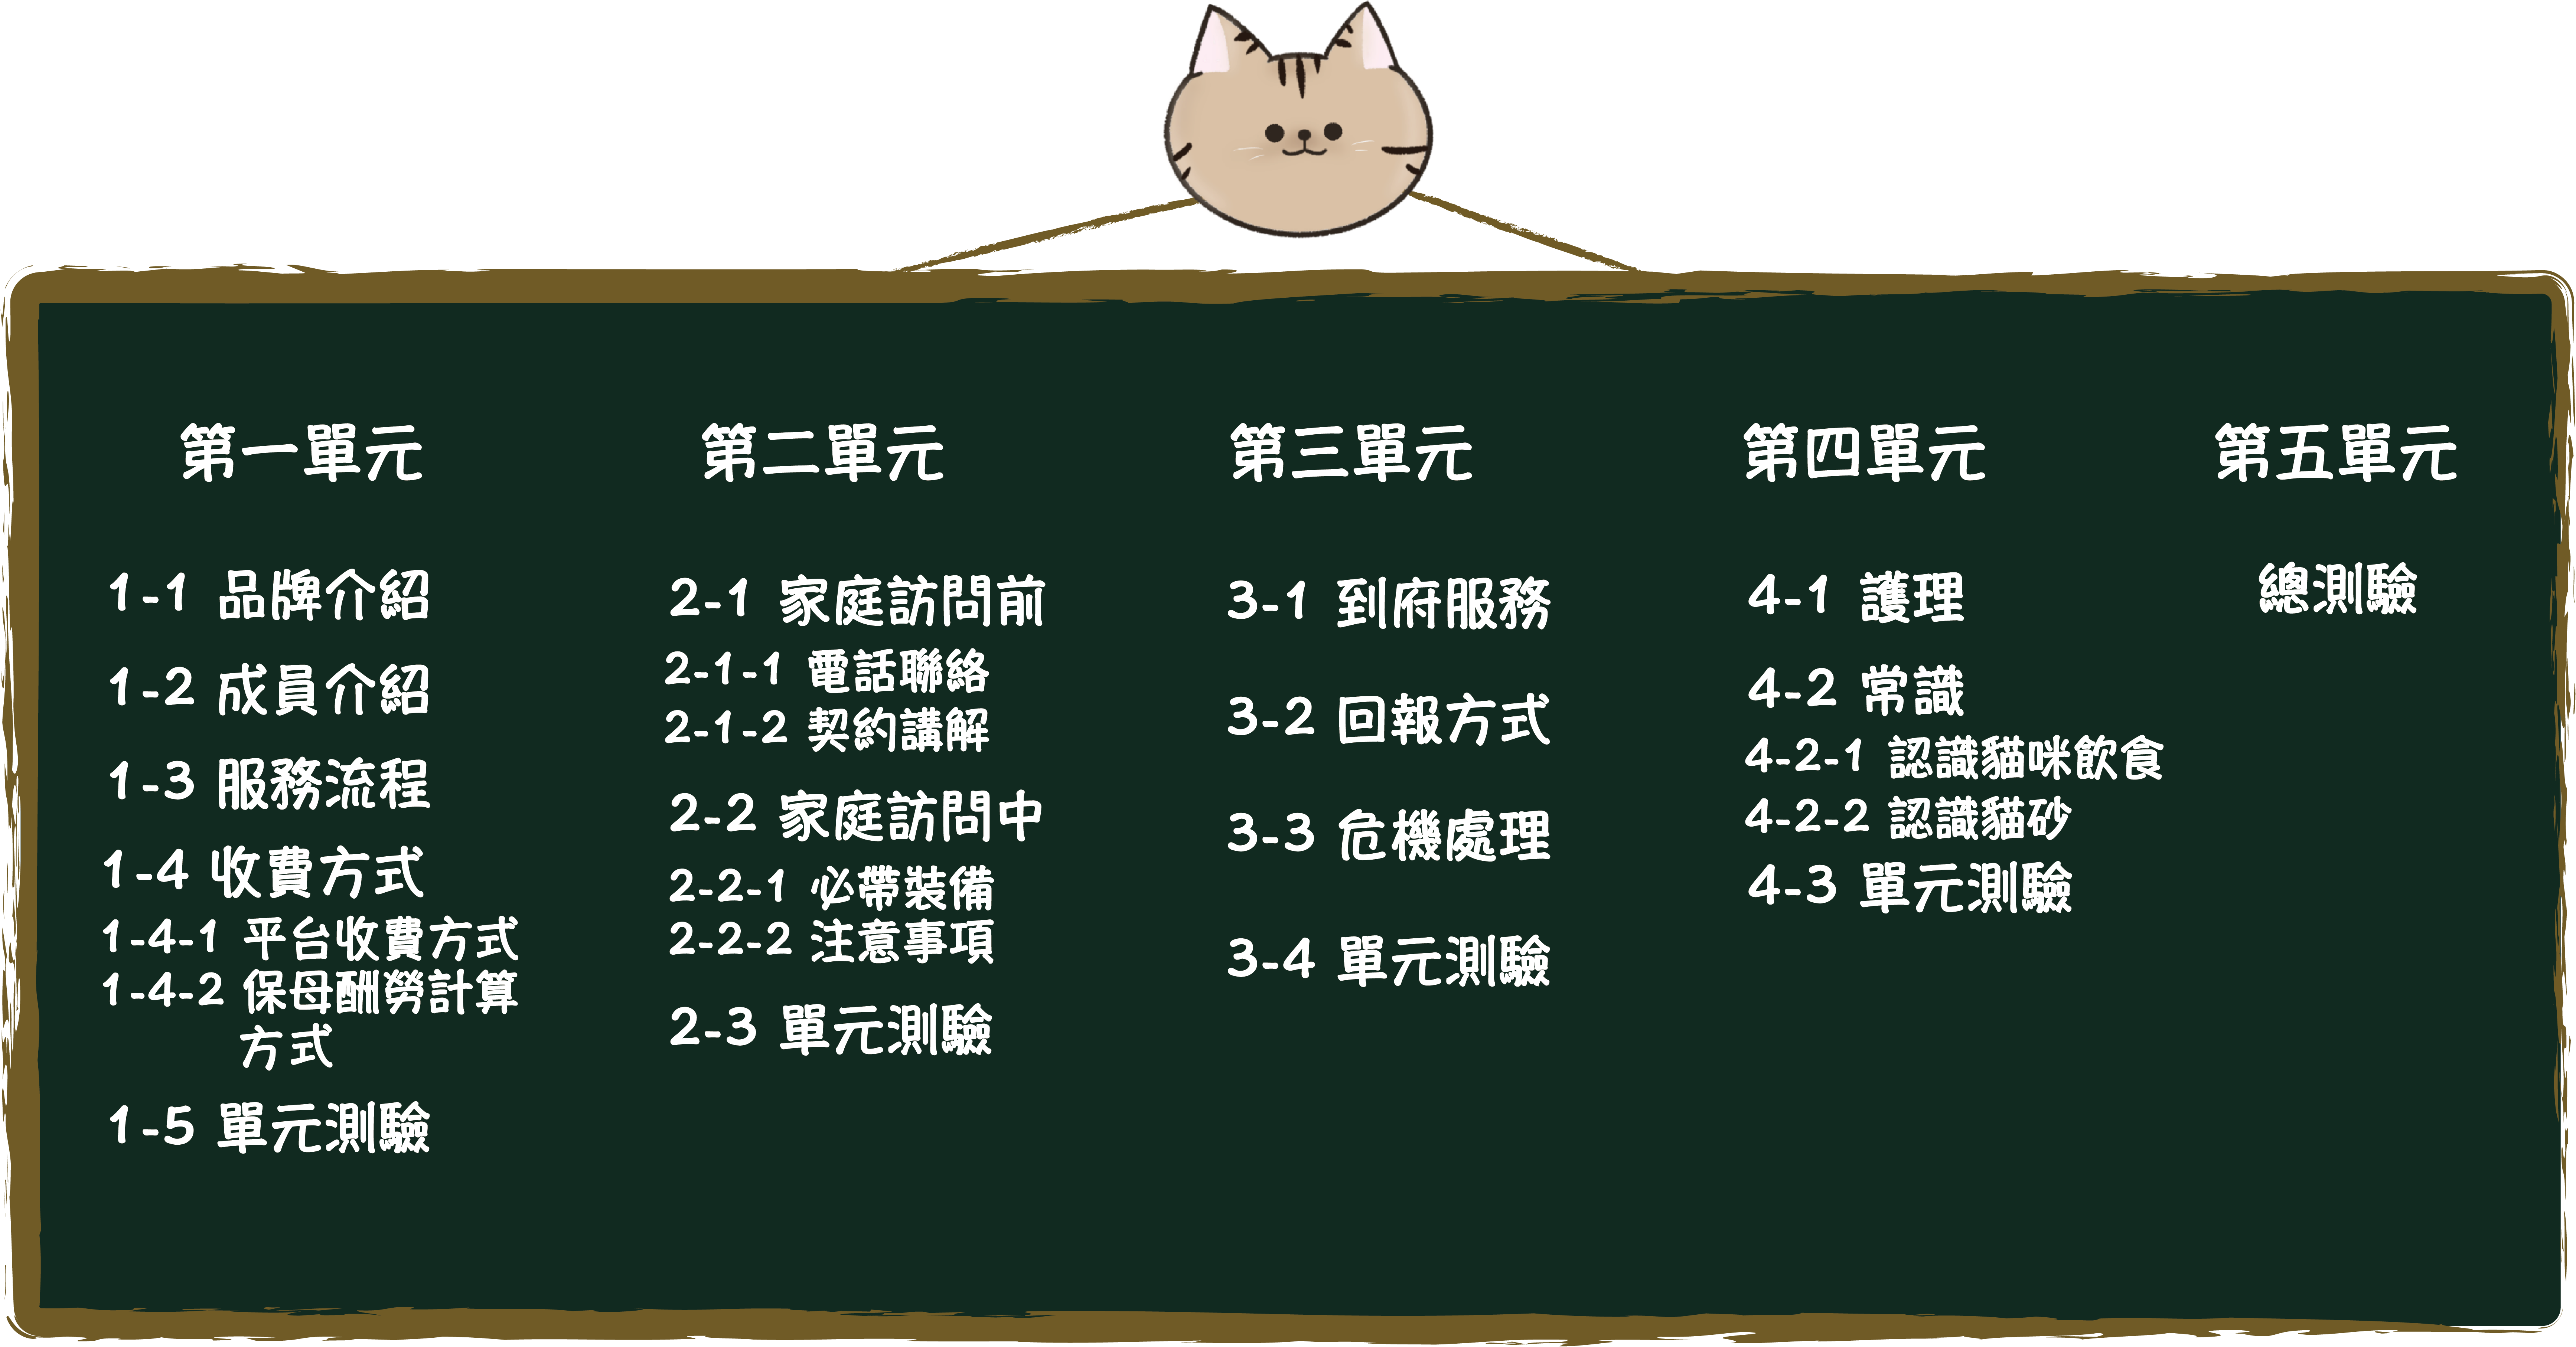 第一單元
1-1 品牌介紹
1-2 成員介紹
1-3 服務流程
1-4 收費方式
1-4-1 平台收費方式
1-4-2 保母酬勞計算
方式
1-5 單元測驗
第二單元
2-1 家庭訪問前
2-1-1 電話聯絡
2-1-2 契約講解
2-2 家庭訪問中
2-2-1 必帶裝備
2-2-2 注意事項
2-3 單元測驗
第三單元
3-1 到府服務
3-2 回報方式
3-3 危機處理
3-4 單元測驗
第四單元
4-1 護理
4-2 常識
4-2-1 認識貓咪飲食
4-2-2 認識貓砂
4-3 單元測驗
第五單元
總測驗